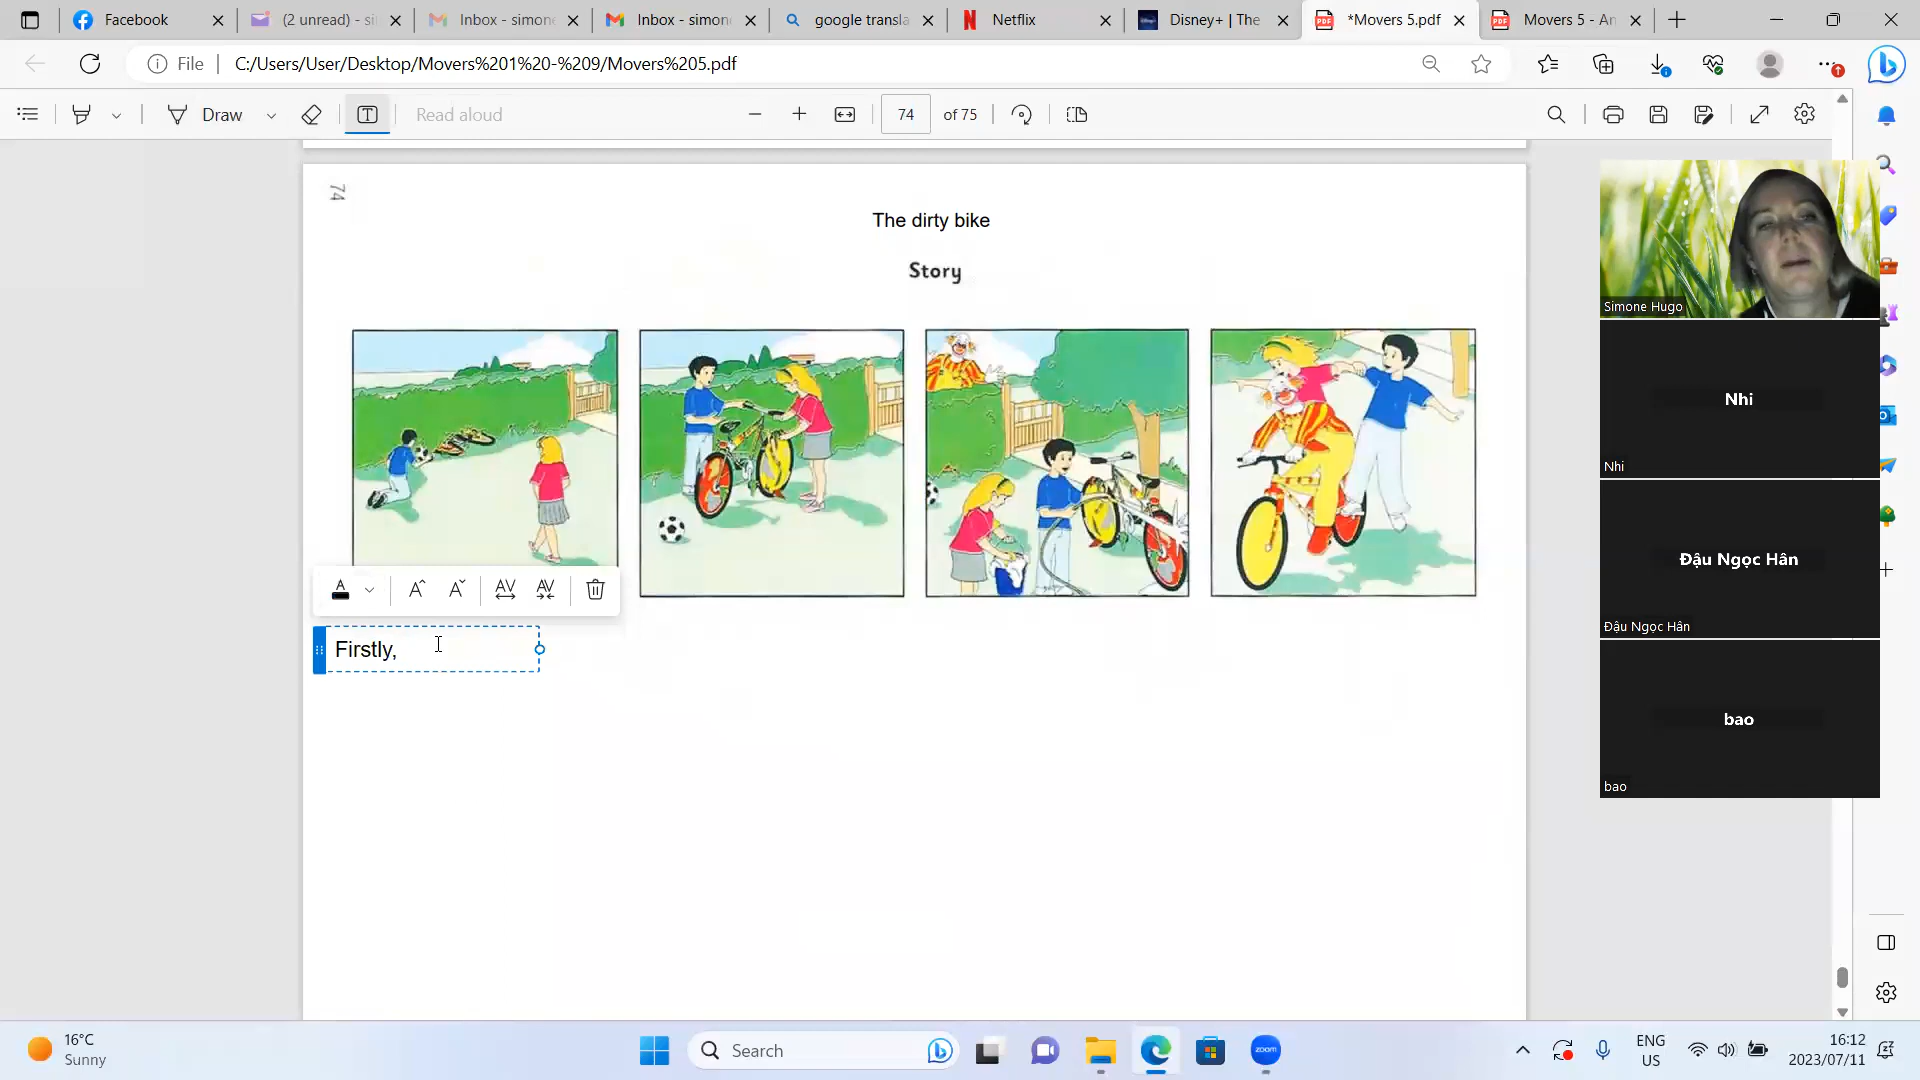 Facebook
(2 unread) - si
Inbox - simone
Inbox - simon
google transla
Netflix
Disney+ | The
*Movers 5.pdf
Movers 5 - An
File
C:/Users/User/Desktop/Movers%201%20-%209/Movers%205.pdf
Draw
Read aloud
74
of 75
74
The dirty bike
Story
Firstly,
Simone Hugo
Nhi
Nhi
Đậu Ngọc Hân
Đậu Ngọc Hân
bao
bao
16°C
Sunny
Search
zoom
ENG
US
16:12
2023/07/11